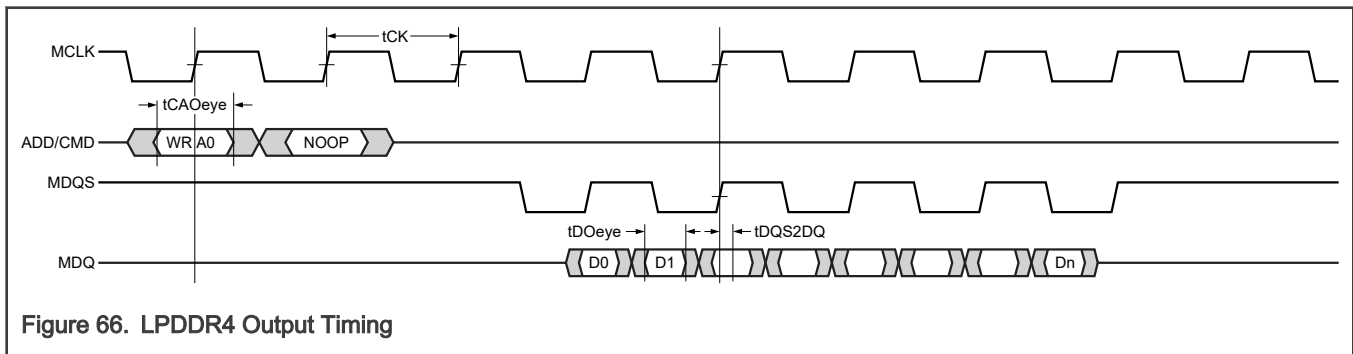 MCLK
tCK
tCAOeye
ADD/CMD
WR A0
NOOP
MDQS
tDOeye
tDQS2DQ
MDQ
D0
D1
Dn
Figure 66. LPDDR4 Output Timing